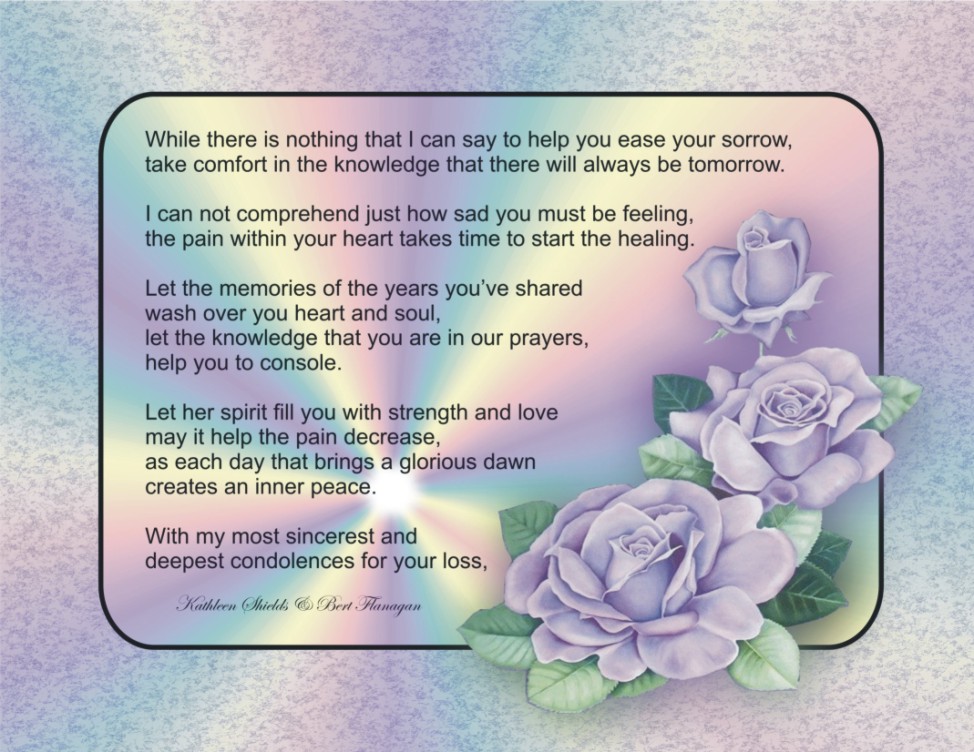 While there is nothing that I can say to help you ease your sorrow,
take comfort in the knowledge that there will always be tomorrow.
I can not comprehend just how sad you must be feeling,
the pain within your heart takes time to start the healing.
Let the memories of the years you’ve shared
wash over you heart and soul,
let the knowledge that you are in our prayers,
help you to console.
Let her spirit fill you with strength and love
may it help the pain decrease,
as each day that brings a glorious dawn
creates an inner peace.
With my most sincerest and
deepest condolences for your loss,
Kathleen Shields & Bert Flanagan